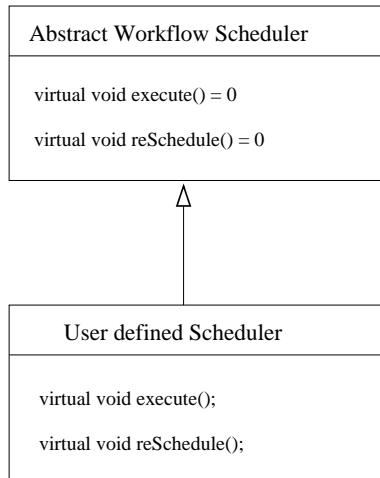 Abstract Workflow Scheduler
virtual void execute() = 0
virtual void reSchedule() = 0
User defined Scheduler
virtual void execute();
virtual void reSchedule();